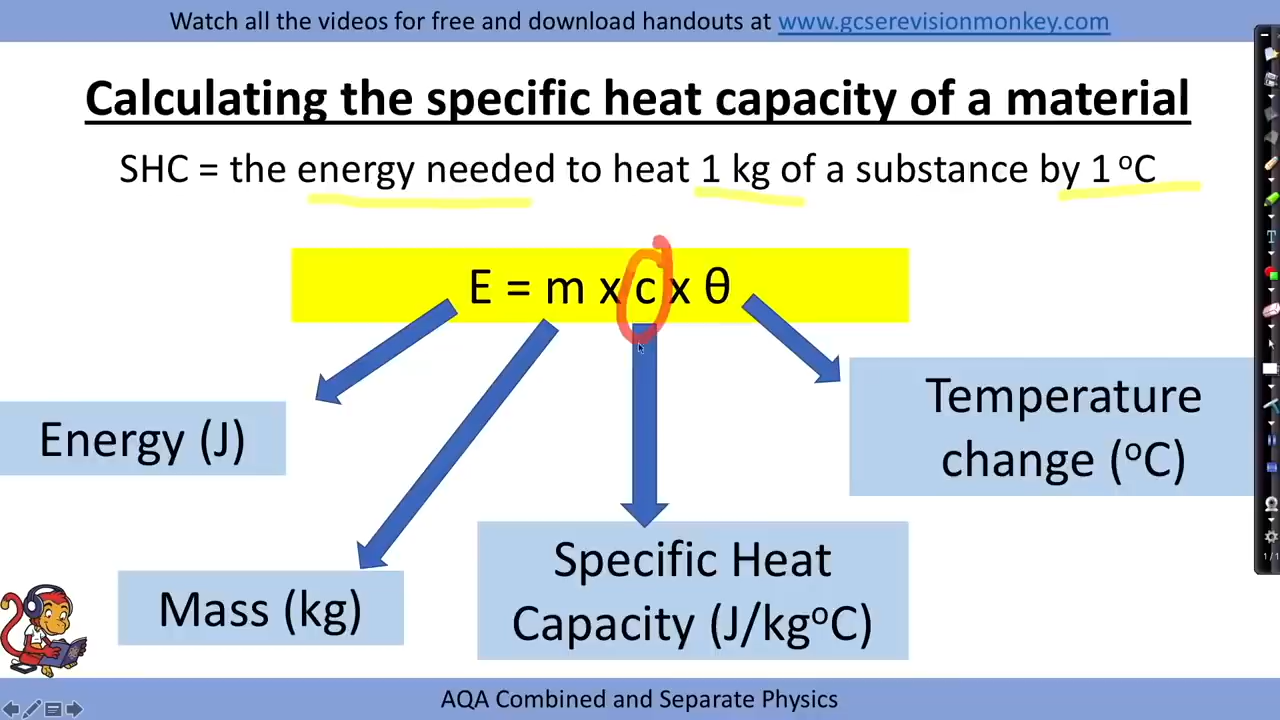 Watch all the videos for free and download handouts at www.gcserevisionmonkey.com
Calculating the specific heat capacity of a material
SHC = the energy needed to heat 1 kg of a substance by 1 °C
E = m x c x θ
Energy (J)
Mass (kg)
Specific Heat
Capacity (J/kg°C)
Temperature
change (°C)
AQA Combined and Separate Physics
1/1